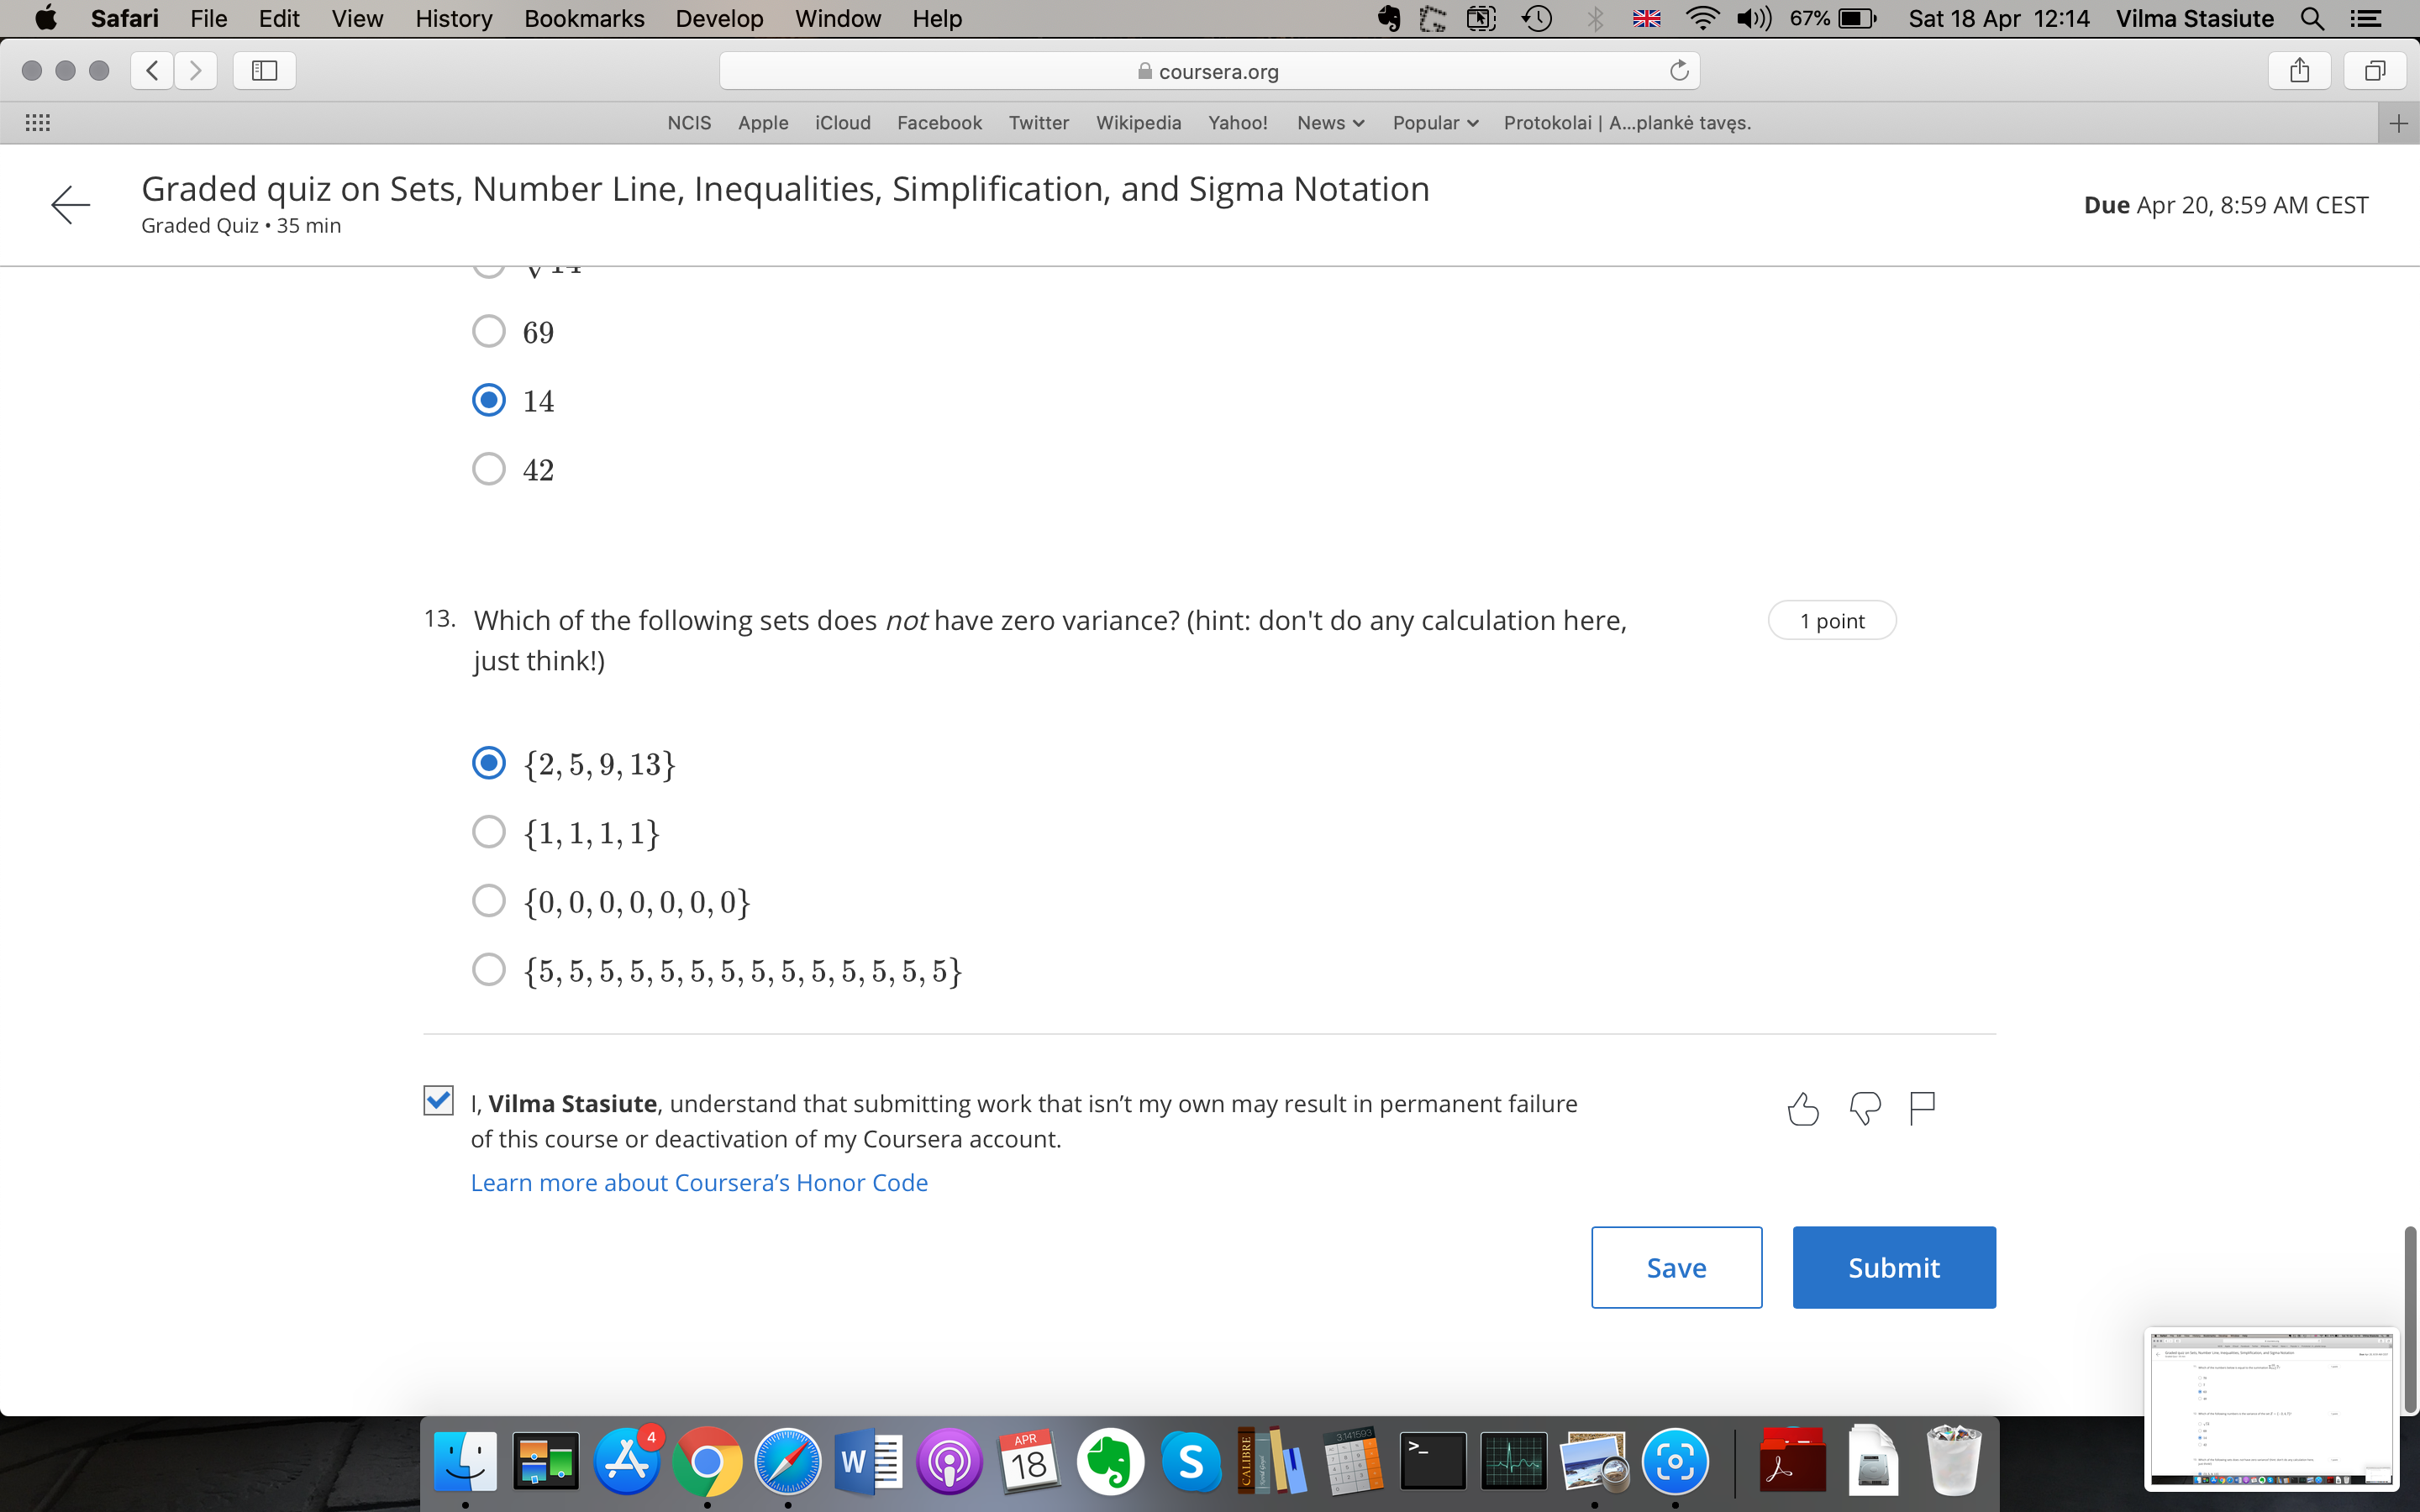 Safari File Edit View History Bookmarks Develop Window Help 67% Sat 18 Apr 12:14 Vilma Stasiute
coursera.org
NCIS Apple iCloud Facebook Twitter Wikipedia Yahoo! News Popular Protokolai | A...plankė tavęs.
Graded quiz on Sets, Number Line, Inequalities, Simplification, and Sigma Notation
Graded Quiz • 35 min
Due Apr 20, 8:59 AM CEST
69
14
42
13. Which of the following sets does not have zero variance? (hint: don't do any calculation here,
just think!)
1 point
{2, 5, 9, 13}
{1, 1, 1, 1}
{0, 0, 0, 0, 0, 0, 0}
{5, 5, 5, 5, 5, 5, 5, 5, 5, 5, 5, 5, 5, 5}
I, Vilma Stasiute, understand that submitting work that isn't my own may result in permanent failure
of this course or deactivation of my Coursera account.
Learn more about Coursera's Honor Code
Save Submit
4
W
APR
18
S
CALIBRE
3.141593
>_